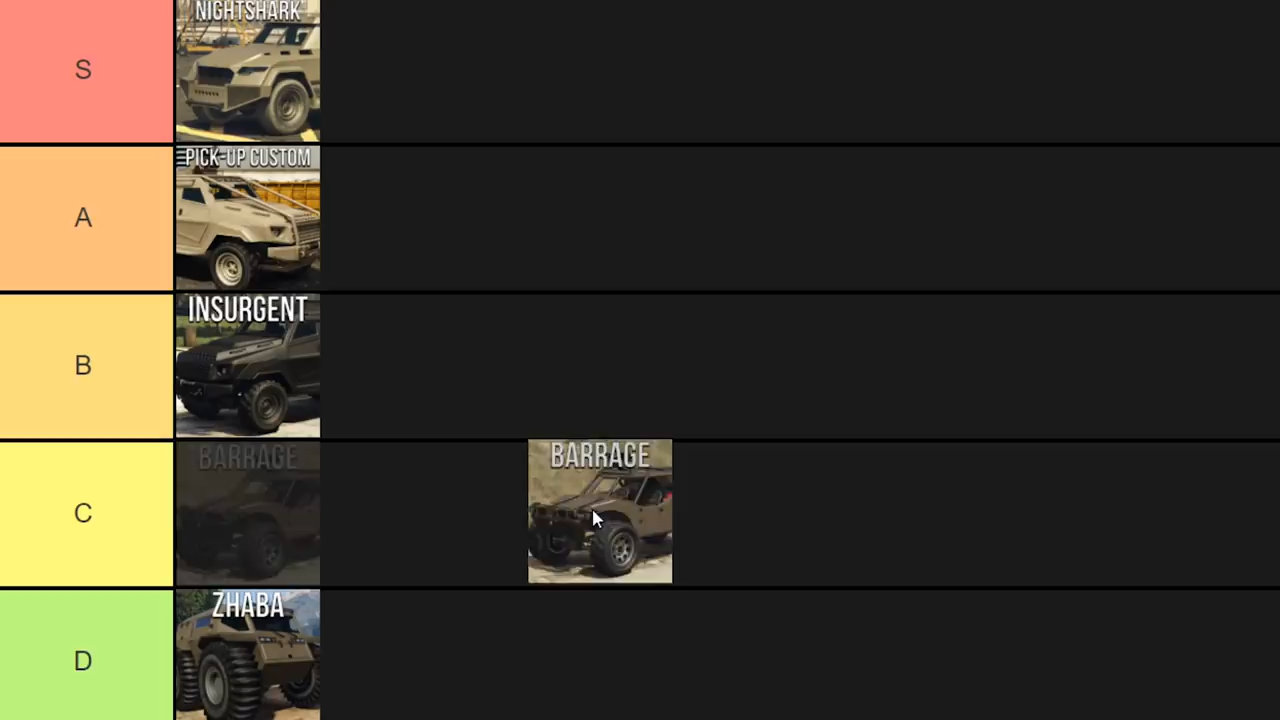 S
NIGHTSHARK
A
PICK-UP CUSTOM
B
INSURGENT
C
BARRAGE
BARRAGE
D
ZHABA